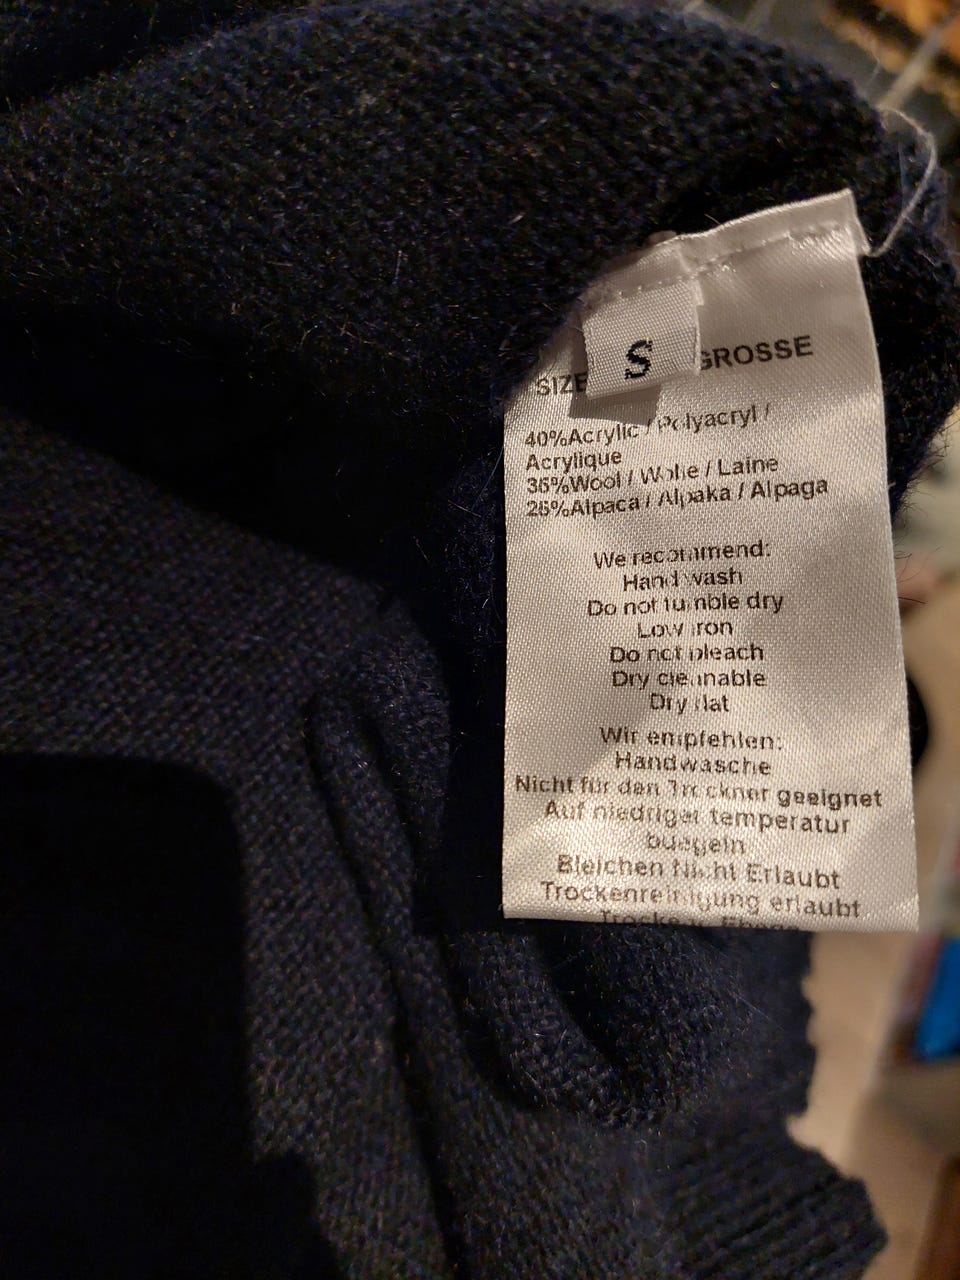 S
SIZE GROSSE
40%Acrylic / Polyacryl /
Acrylique
35%Wool / Wolle / Laine
25%Alpaca / Alpaka / Alpaga
We recommend:
Hand wash
Do not tumble dry
Low iron
Do not bleach
Dry cleanable
Dry flat
Wir empfehlen:
Handwasche
Nicht für den Trockner geeignet
Auf niedriger temperatur
buegeln
Bleichen Nicht Erlaubt
Trockenreinigung erlaubt